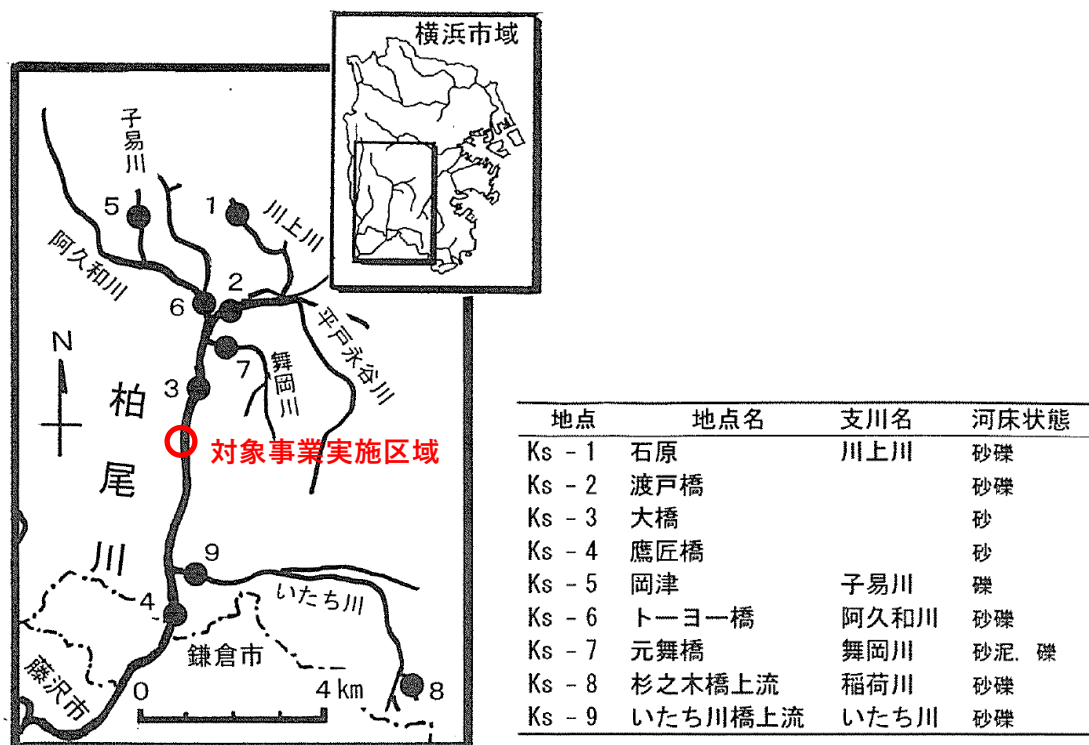 横浜市域
子易川
5
1
川上川
阿久和川
2
6
平戸永谷川
N
7
舞岡川
3
柏尾川
対象事業実施区域
9
いたち川
4
鎌倉市
藤沢市
0 4 km
8
地点 地点名 支川名 河床状態
Ks - 1 石原 川上川 砂礫
Ks - 2 渡戸橋 砂礫
Ks - 3 大橋 砂
Ks - 4 鷹匠橋 砂
Ks - 5 岡津 子易川 礫
Ks - 6 トーヨー橋 阿久和川 砂礫
Ks - 7 元舞橋 舞岡川 砂泥．礫
Ks - 8 杉之木橋上流 稲荷川 砂礫
Ks - 9 いたち川橋上流 いたち川 砂礫